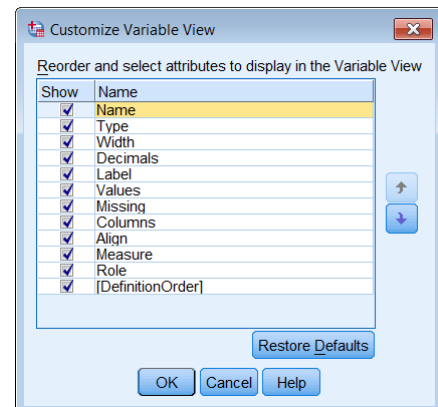 Customize Variable View
Reorder and select attributes to display in the Variable View
Show Name
Name
Type
Width
Decimals
Label
Values
Missing
Columns
Align
Measure
Role
[DefinitionOrder]
Restore Defaults
OK Cancel Help